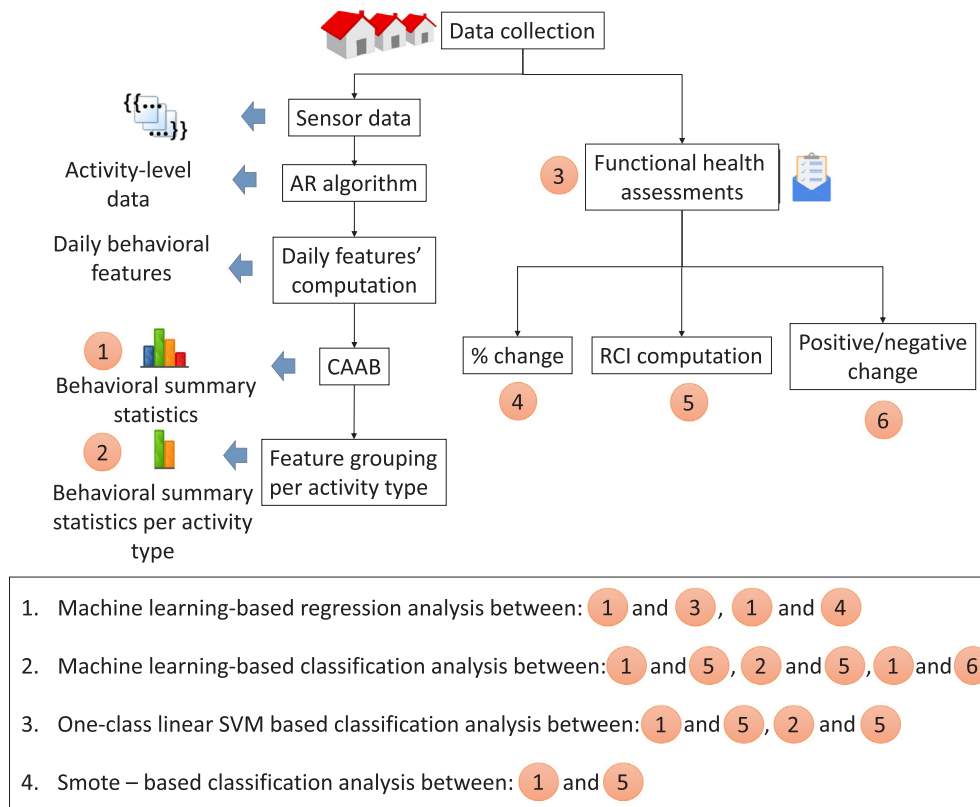 Data collection
{{...
...}}
Sensor data
Activity-level
data
AR algorithm
3
Functional health
assessments
Daily behavioral
features
Daily features’
computation
1
Behavioral summary
statistics
CAAB
% change
4
RCI computation
5
Positive/negative
change
6
2
Behavioral summary
statistics per activity
type
Feature grouping
per activity type
1. Machine learning-based regression analysis between: 1 and 3 , 1 and 4
2. Machine learning-based classification analysis between: 1 and 5 , 2 and 5 , 1 and 6
3. One-class linear SVM based classification analysis between: 1 and 5 , 2 and 5
4. Smote – based classification analysis between: 1 and 5